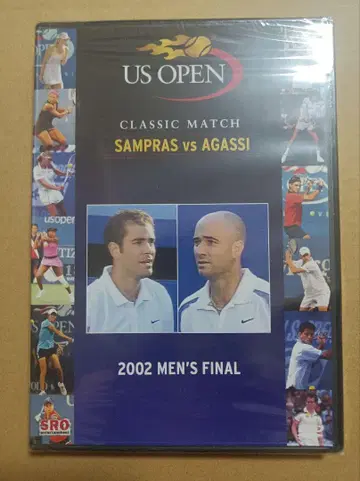 US OPEN
CLASSIC MATCH
SAMPRAS vs AGASSI
2002 MEN'S FINAL
SRO